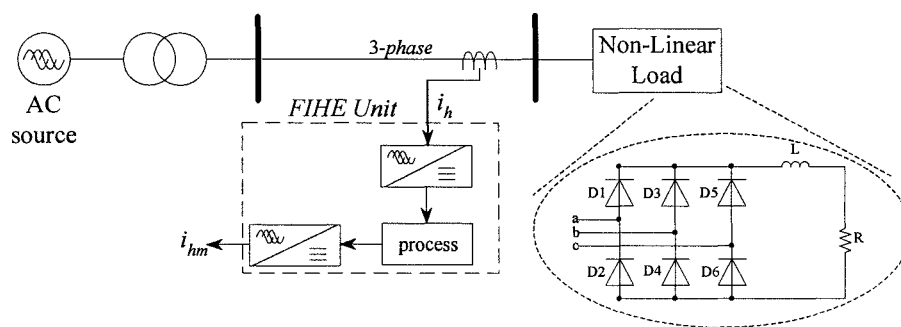 3-phase
Non-Linear
Load
AC
source
FIHE Unit
i_h
L
D1
D3
D5
a
b
c
R
process
i_hm
D2
D4
D6